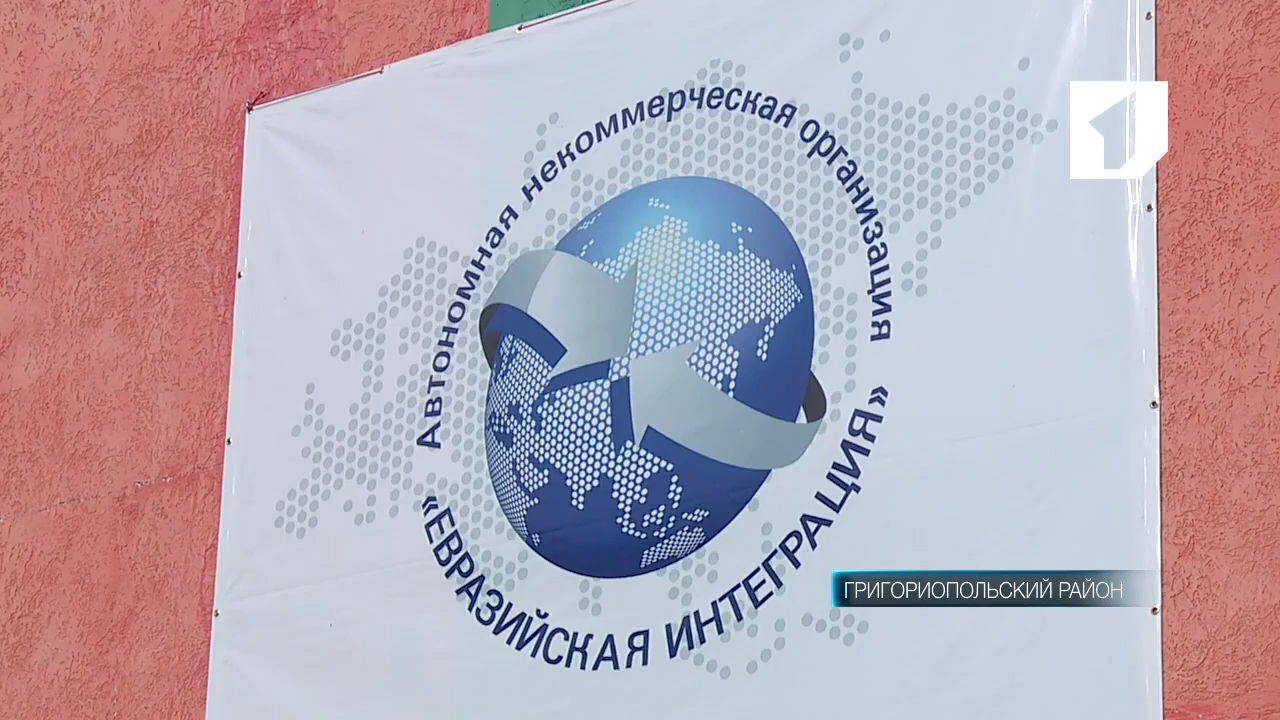 Автономная некоммерческая организация
«ЕВРАЗИЙСКАЯ ИНТЕГРАЦИЯ»
ГРИГОРИОПОЛЬСКИЙ РАЙОН